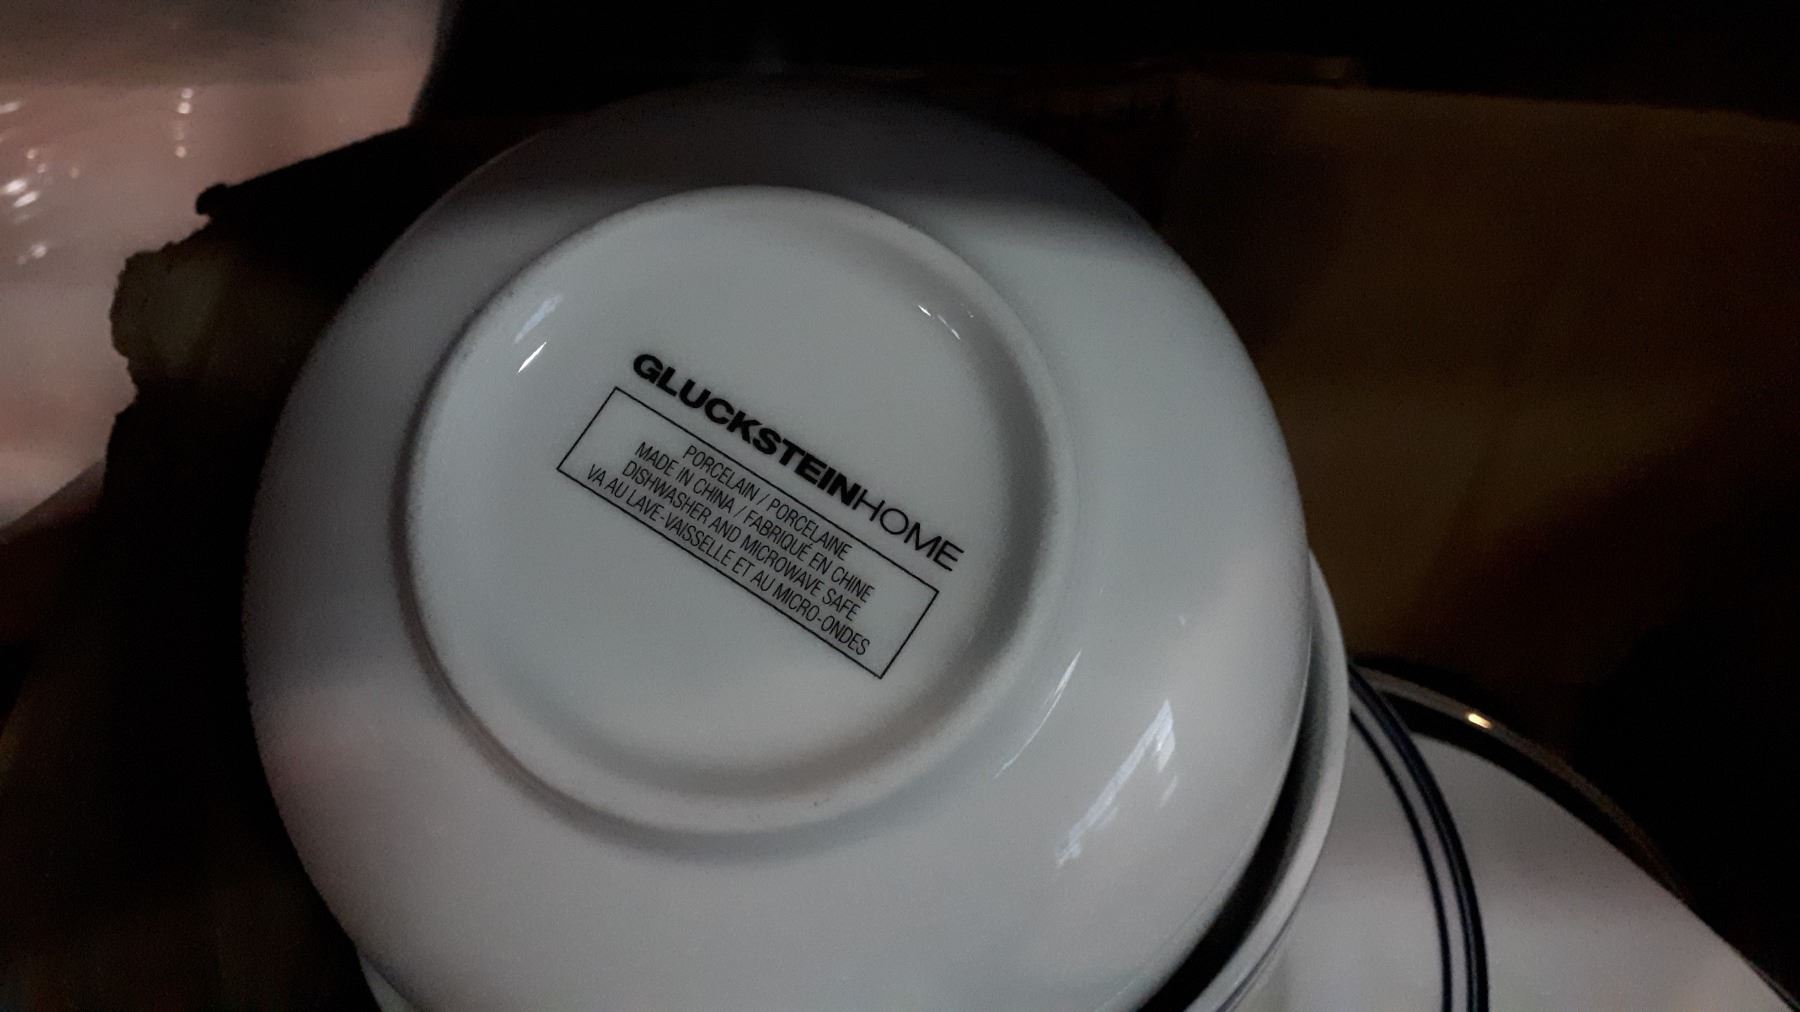 GLUCKSTEINHOME
PORCELAIN / PORCELAINE
MADE IN CHINA / FABRIQUÉ EN CHINE
DISHWASHER AND MICROWAVE SAFE
VA AU LAVE-VAISSELLE ET AU MICRO-ONDES